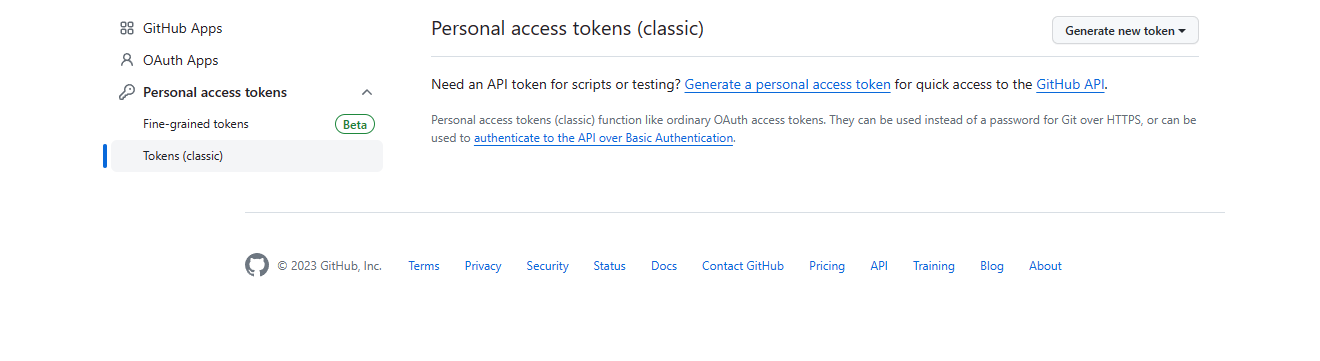 GitHub Apps
OAuth Apps
Personal access tokens
Fine-grained tokens Beta
Tokens (classic)
Personal access tokens (classic)
Generate new token
Need an API token for scripts or testing? Generate a personal access token for quick access to the GitHub API.
Personal access tokens (classic) function like ordinary OAuth access tokens. They can be used instead of a password for Git over HTTPS, or can be
used to authenticate to the API over Basic Authentication.
© 2023 GitHub, Inc. Terms Privacy Security Status Docs Contact GitHub Pricing API Training Blog About